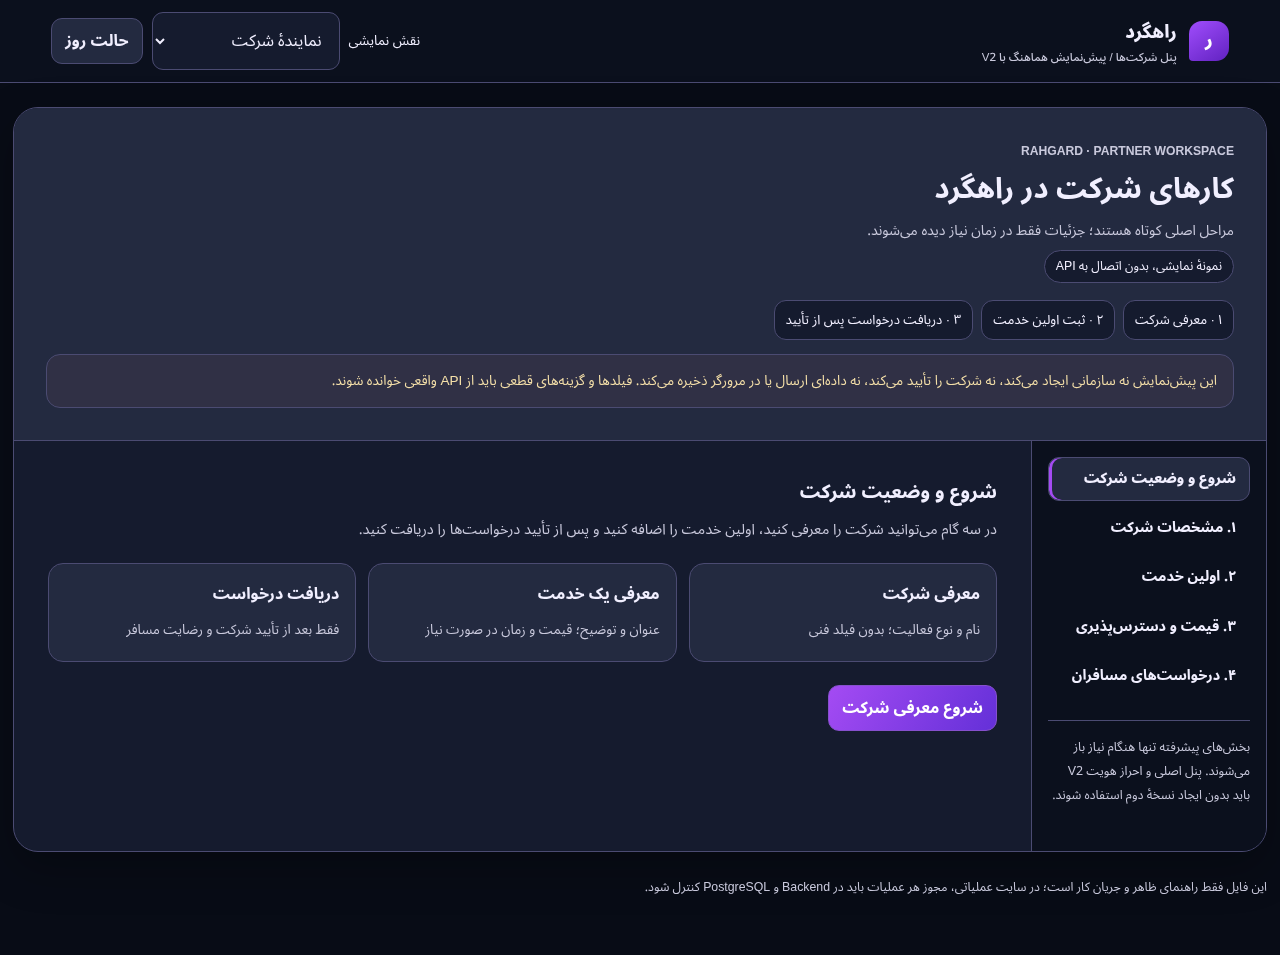 ر
راهگرد
پنل شرکت‌ها / پیش‌نمایش هماهنگ با V2
نقش نمایشی
نمایندهٔ شرکت
حالت روز
RAHGARD · PARTNER WORKSPACE
کارهای شرکت در راهگرد
مراحل اصلی کوتاه هستند؛ جزئیات فقط در زمان نیاز دیده می‌شوند.
نمونهٔ نمایشی، بدون اتصال به API
۱ · معرفی شرکت
۲ · ثبت اولین خدمت
۳ · دریافت درخواست پس از تأیید
این پیش‌نمایش نه سازمانی ایجاد می‌کند، نه شرکت را تأیید می‌کند، نه داده‌ای ارسال یا در مرورگر ذخیره می‌کند. فیلدها و گزینه‌های قطعی باید از API واقعی خوانده شوند.
شروع و وضعیت شرکت
۱. مشخصات شرکت
۲. اولین خدمت
۳. قیمت و دسترس‌پذیری
۴. درخواست‌های مسافران
بخش‌های پیشرفته تنها هنگام نیاز باز
می‌شوند. پنل اصلی و احراز هویت V2
باید بدون ایجاد نسخهٔ دوم استفاده شوند.
شروع و وضعیت شرکت
در سه گام می‌توانید شرکت را معرفی کنید، اولین خدمت را اضافه کنید و پس از تأیید درخواست‌ها را دریافت کنید.
معرفی شرکت
نام و نوع فعالیت؛ بدون فیلد فنی
معرفی یک خدمت
عنوان و توضیح؛ قیمت و زمان در صورت نیاز
دریافت درخواست
فقط بعد از تأیید شرکت و رضایت مسافر
شروع معرفی شرکت
این فایل فقط راهنمای ظاهر و جریان کار است؛ در سایت عملیاتی، مجوز هر عملیات باید در Backend و PostgreSQL کنترل شود.